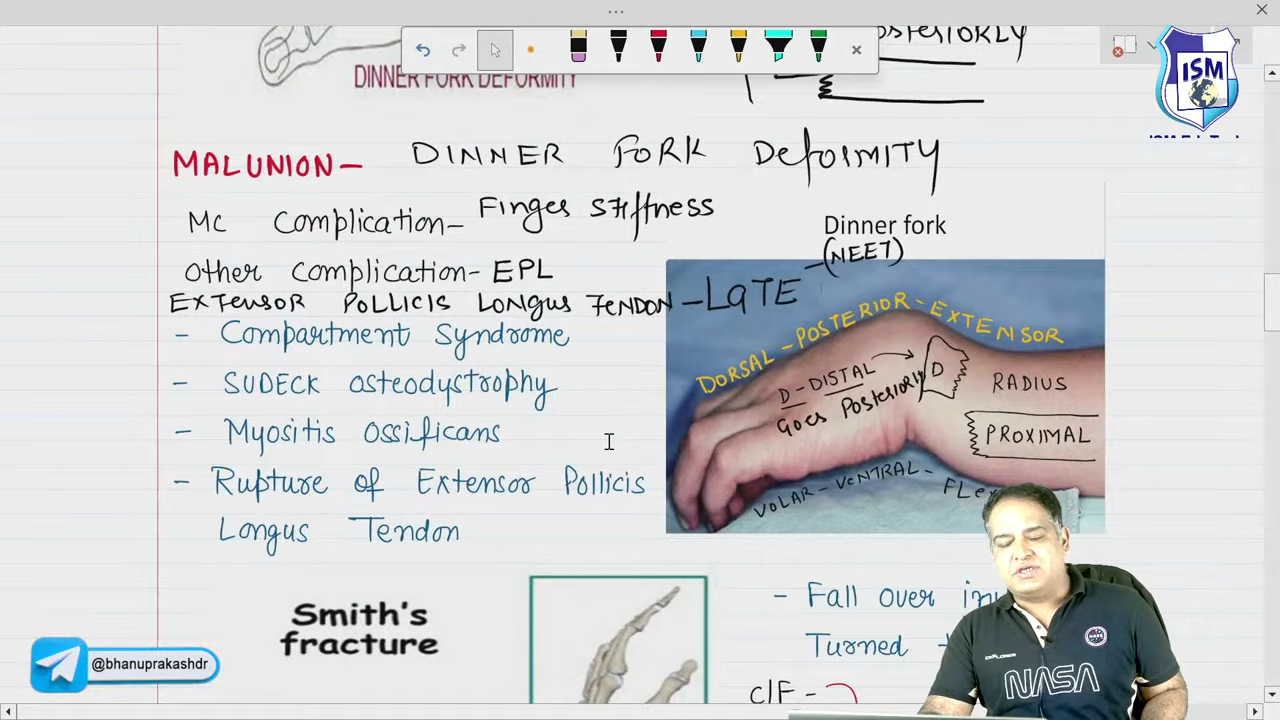 POSTERIORLY
DINNER FORK DEFORMITY
ISM
MALUNION- DINNER FORK DEFORMITY
MC Complication- Finger Stiffness
Dinner fork
-(NEET)
Other Complication- EPL
EXTENSOR POLLICIS LONGUS TENDON -LATE
- Compartment Syndrome
- SUDECK osteodystrophy
- Myositis Ossificans
- Rupture of Extensor Pollicis
Longus Tendon
DORSAL-POSTERIOR-EXTENSOR
D-DISTAL
GOES POSTERIORLY
D
RADIUS
PROXIMAL
VOLAR-VENTRAL-
Smith's
fracture
- Fall over
Turned
C/F -
@bhanuprakashdr
EXPLORER
NASA